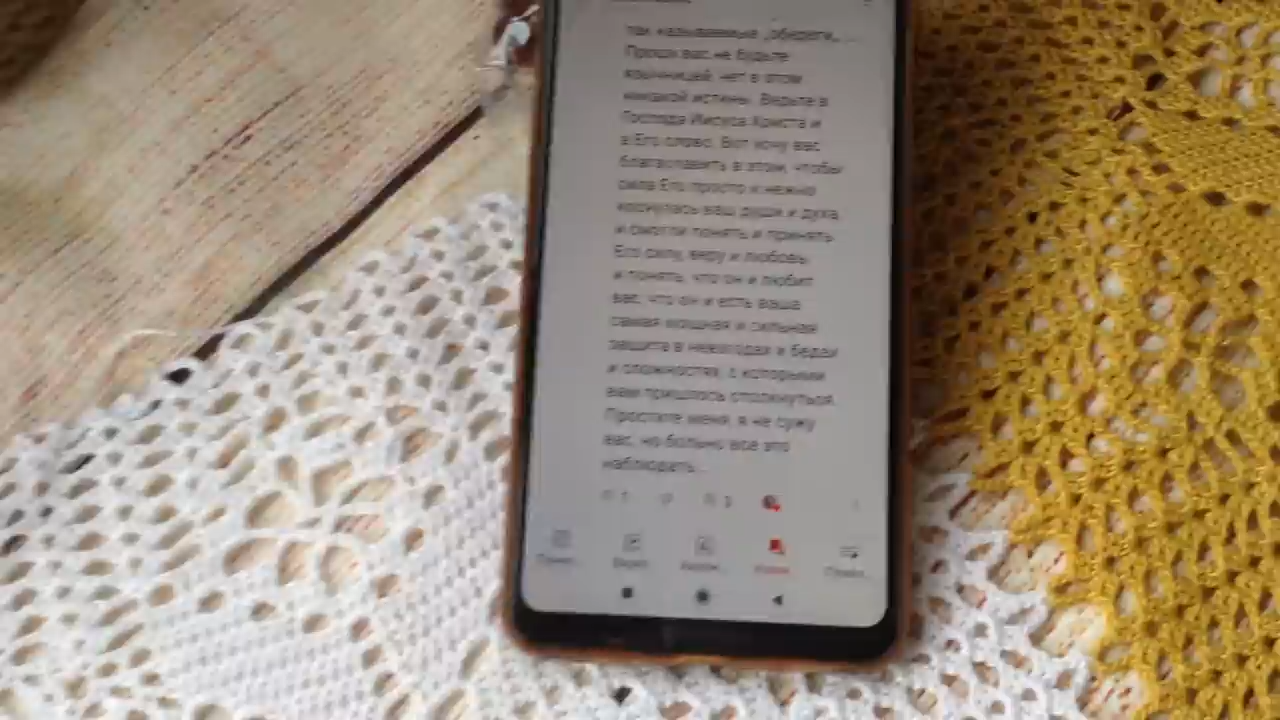 так называемые „обереги„ ...
Прошу вас не будьте
язычницей, нет в этом
никакой истины. Верьте в
Господа Иисуса Христа и
в Его слово. Вот хочу вас
благославить в этом, чтобы
сила Его просто и нежно
коснулась ваш души и духа,
и смогли понять и принять
Его силу, веру и любовь
и понять, что он и любит
вас, что он и есть ваша
самая мощная и сильная
защита в невзгодах и бедах
и сложностях, с которыми
вам пришлось столкнуться.
Простите меня, я не сужу
вас, но больно все это
наблюдать...